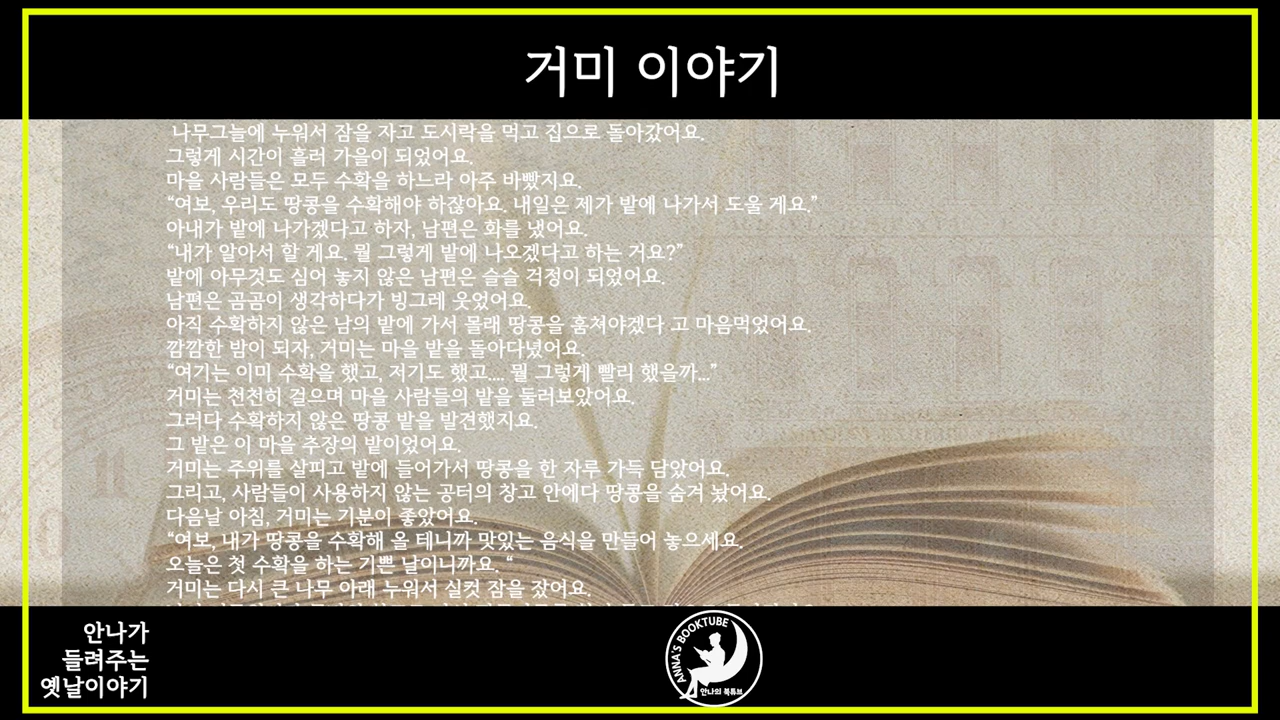 거미 이야기
나무그늘에 누워서 잠을 자고 도시락을 먹고 집으로 돌아갔어요.
그렇게 시간이 흘러 가을이 되었어요.
마을 사람들은 모두 수확을 하느라 아주 바빴지요.
“여보, 우리도 땅콩을 수확해야 하잖아요. 내일은 제가 밭에 나가서 도울 게요.”
아내가 밭에 나가겠다고 하자, 남편은 화를 냈어요.
“내가 알아서 할 게요. 뭘 그렇게 밭에 나오겠다고 하는 거요?”
밭에 아무것도 심어 놓지 않은 남편은 슬슬 걱정이 되었어요.
남편은 곰곰이 생각하다가 빙그레 웃었어요.
아직 수확하지 않은 남의 밭에 가서 몰래 땅콩을 훔쳐야겠다 고 마음먹었어요.
깜깜한 밤이 되자, 거미는 마을 밭을 돌아다녔어요.
“여기는 이미 수확을 했고, 저기도 했고.... 뭘 그렇게 빨리 했을까...”
거미는 천천히 걸으며 마을 사람들의 밭을 둘러보았어요.
그러다 수확하지 않은 땅콩 밭을 발견했지요.
그 밭은 이 마을 추장의 밭이었어요.
거미는 주위를 살피고 밭에 들어가서 땅콩을 한 자루 가득 담았어요.
그리고, 사람들이 사용하지 않는 공터의 창고 안에다 땅콩을 숨겨 놨어요.
다음날 아침, 거미는 기분이 좋았어요.
“여보, 내가 땅콩을 수확해 올 테니까 맛있는 음식을 만들어 놓으세요.
오늘은 첫 수확을 하는 기쁜 날이니까요. “
거미는 다시 큰 나무 아래 누워서 실컷 잠을 잤어요.
안나가
들려주는
옛날이야기
ANNA'S BOOKTUBE
안나의 북튜브